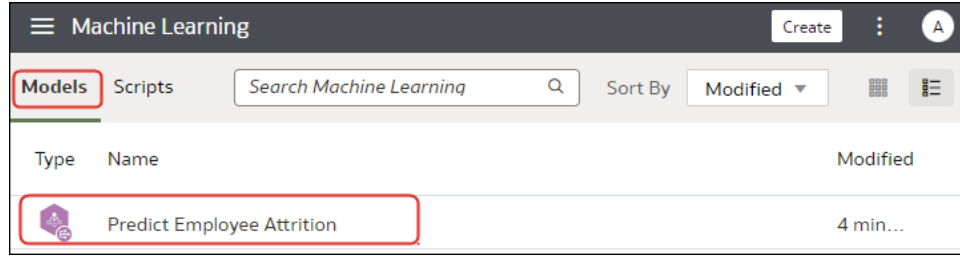 Machine Learning Create A
Models Scripts Search Machine Learning Sort By Modified
Type Name Modified
Predict Employee Attrition 4 min...